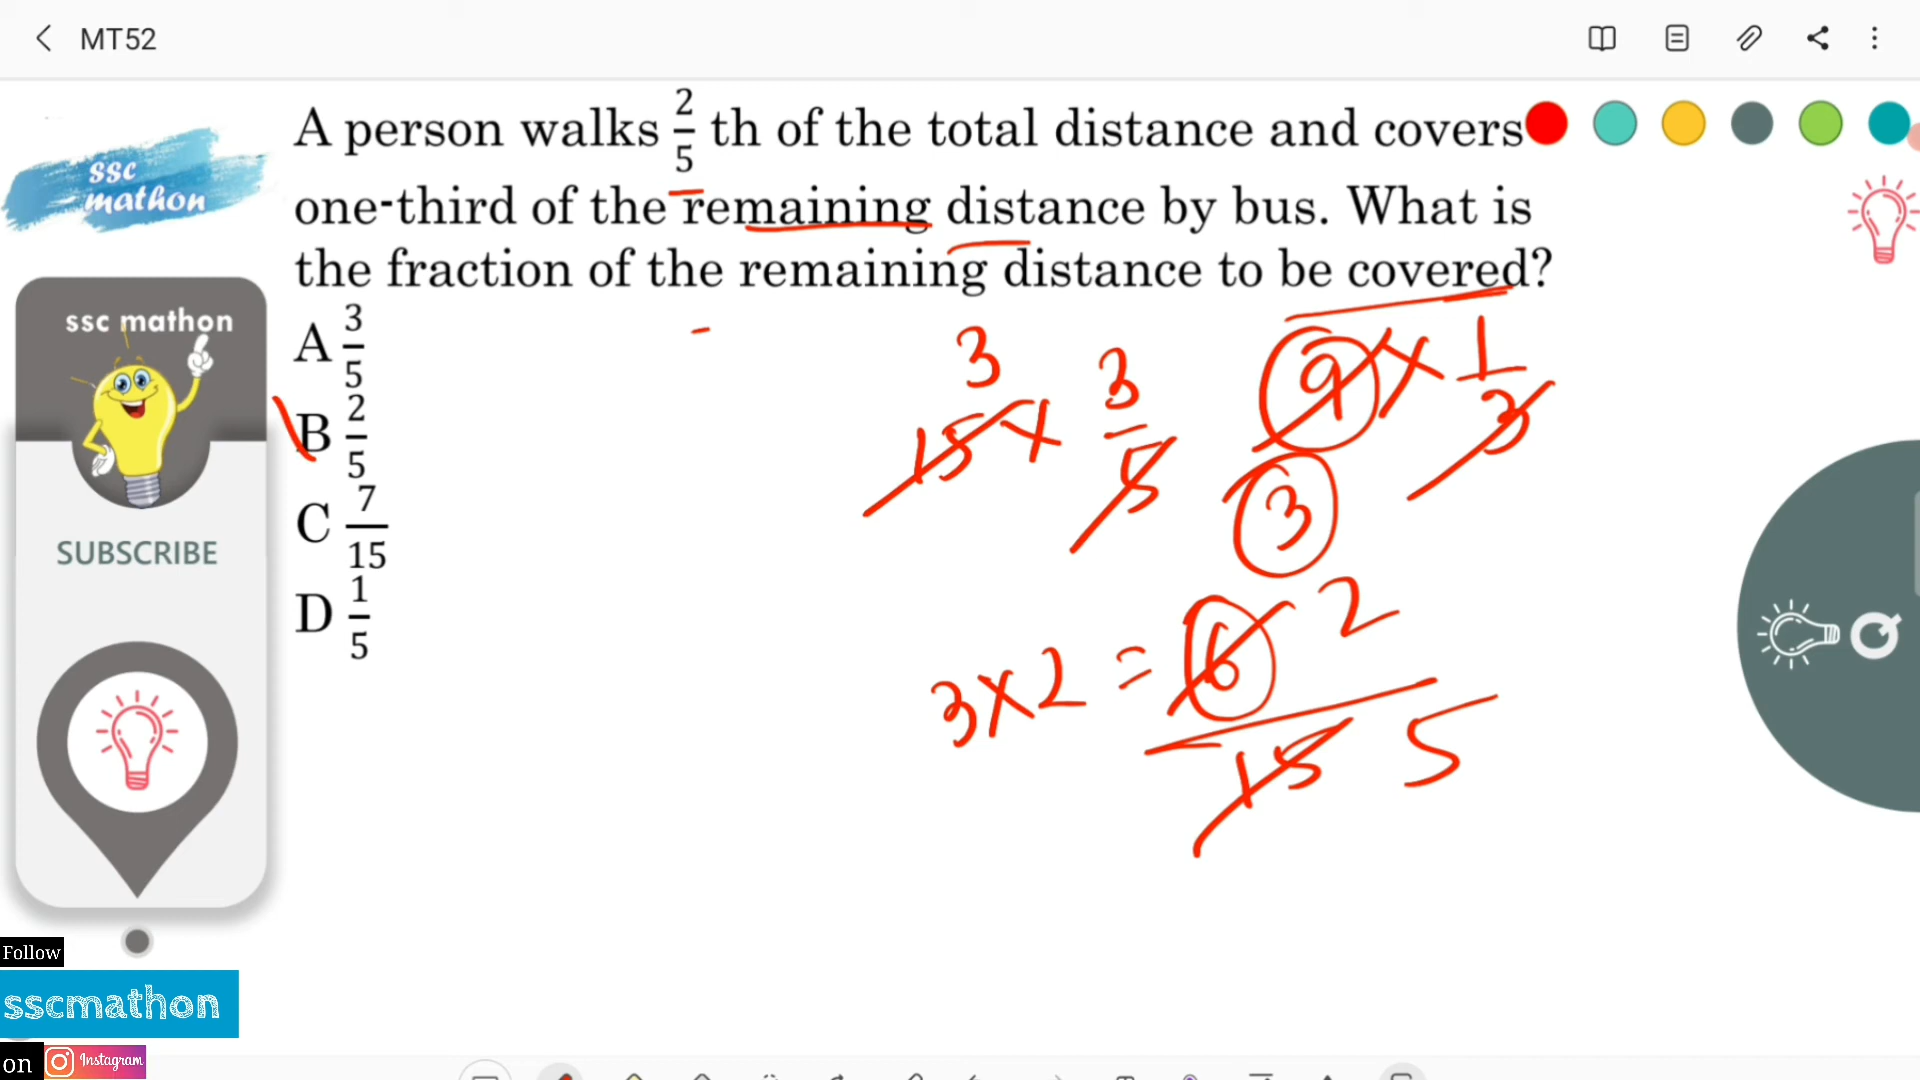 MT52
A person walks 2/5 th of the total distance and covers
one-third of the remaining distance by bus. What is
the fraction of the remaining distance to be covered?
A 3/5
B 2/5
C 7/15
D 1/5
ssc
mathon
ssc mathon
SUBSCRIBE
3
15 × 3/5
9 × 1/3
3
3×2 = 6 2
15 5
Q
Follow
sscmathon
on Instagram